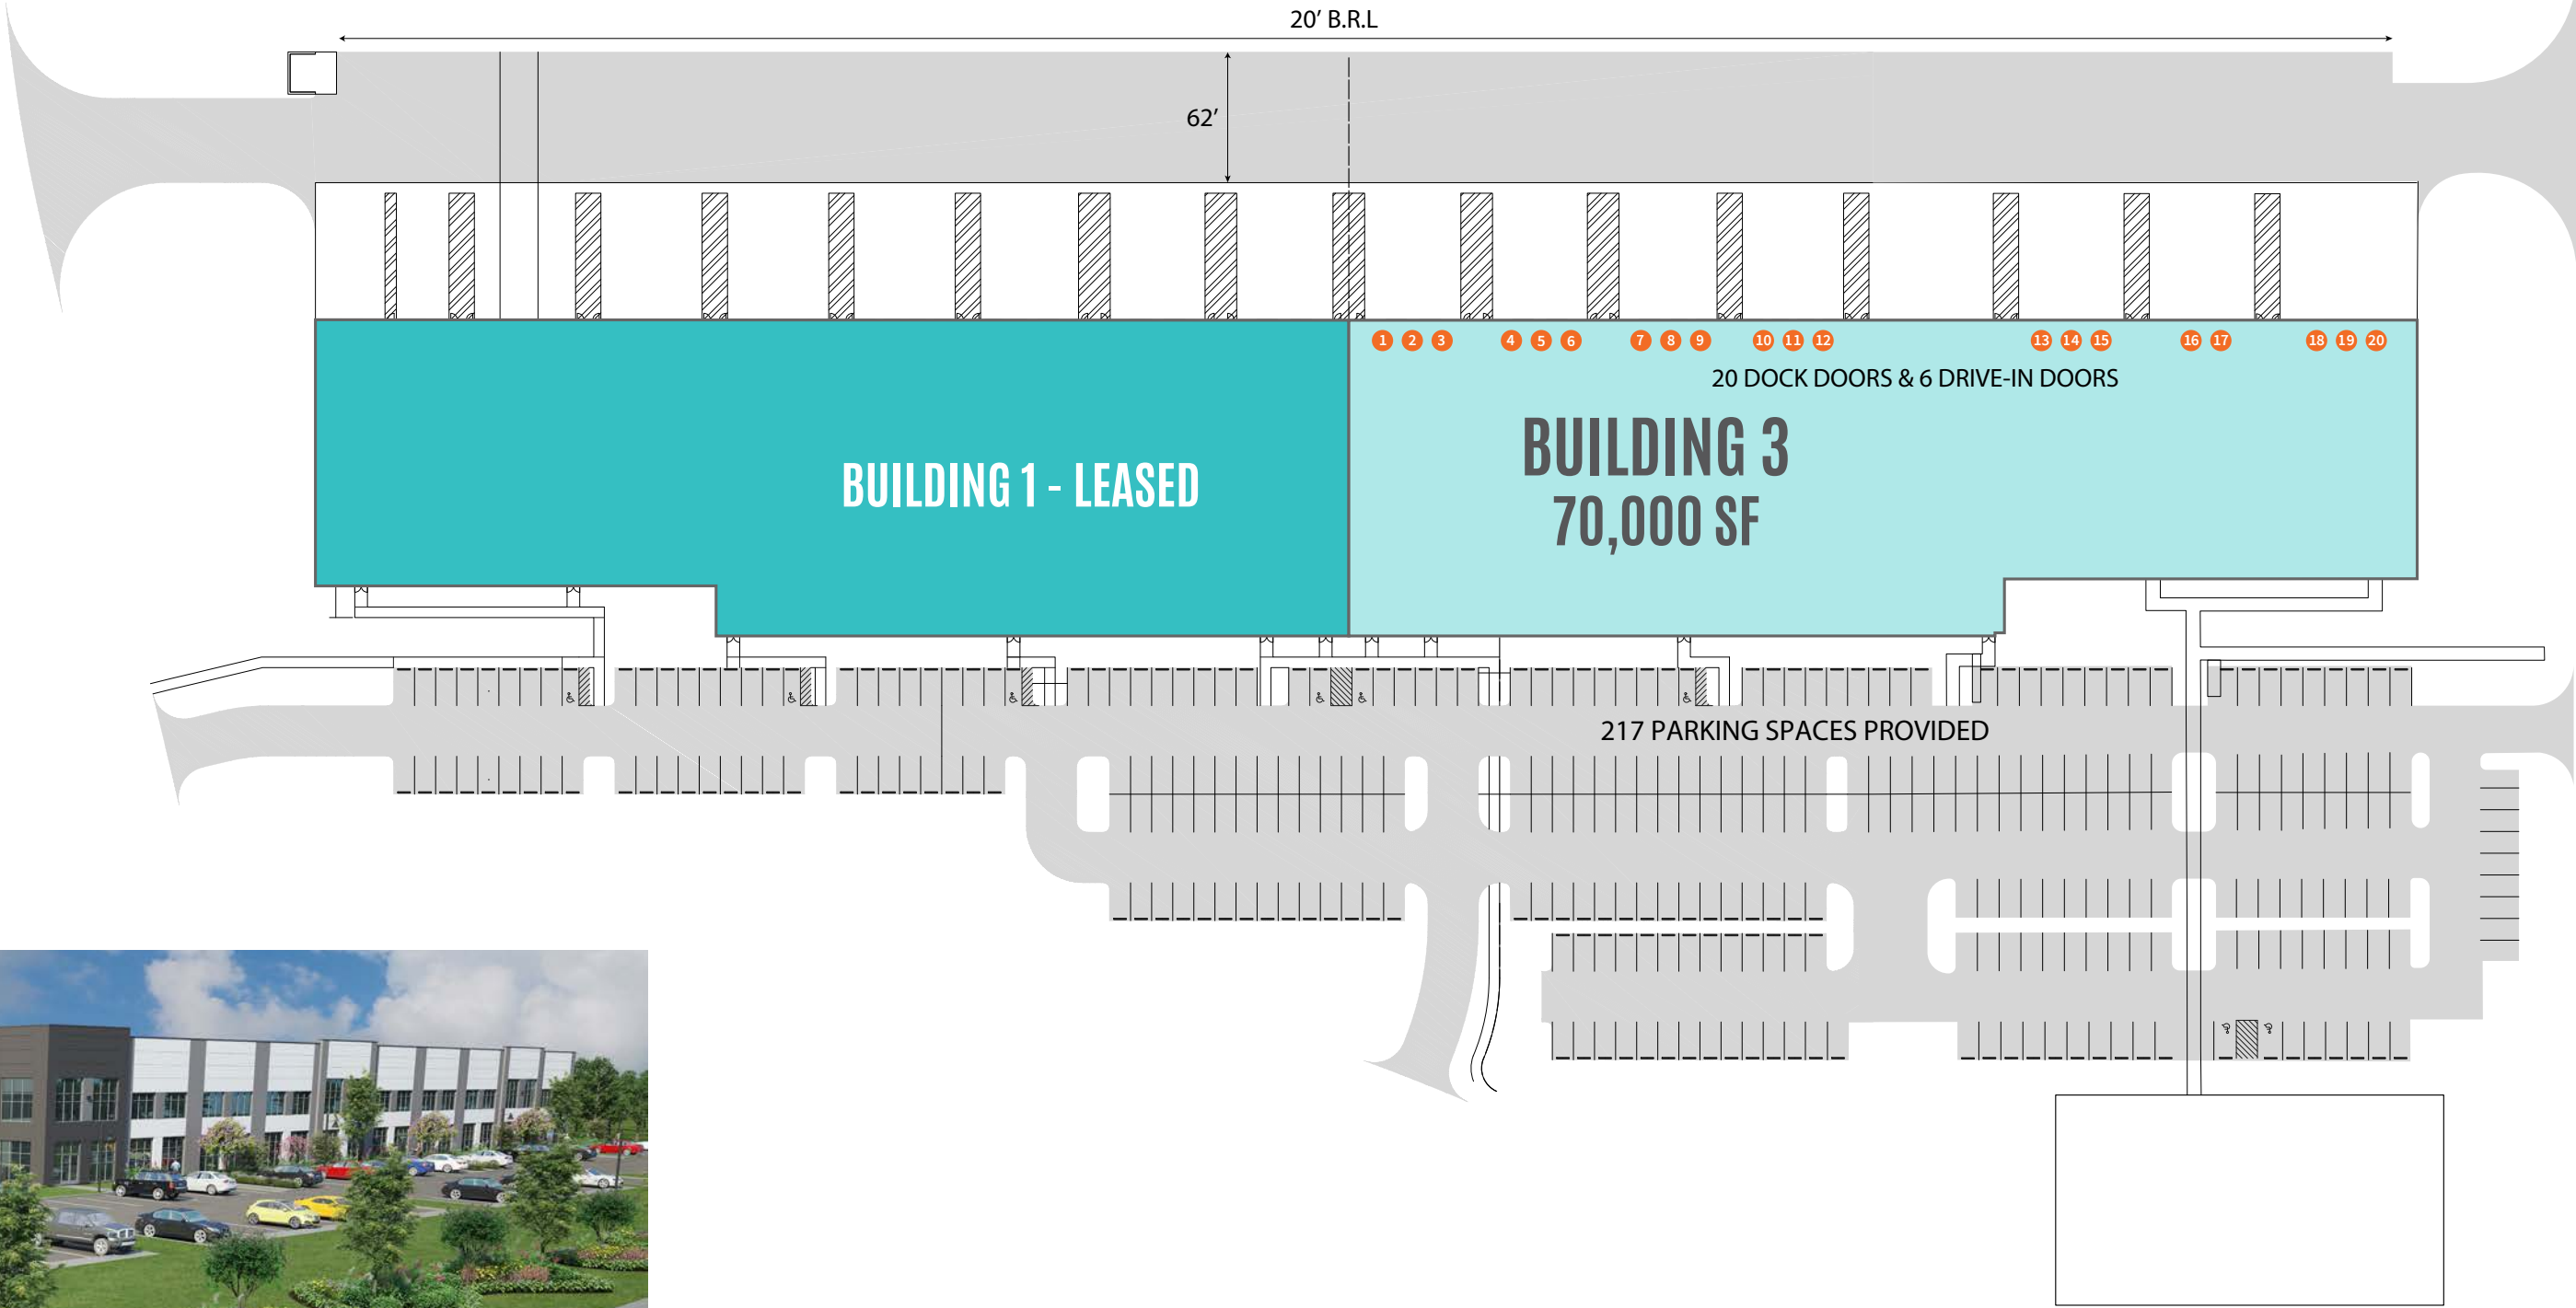 20’ B.R.L
62’
1 2 3 4 5 6 7 8 9 10 11 12 13 14 15 16 17 18 19 20
20 DOCK DOORS & 6 DRIVE-IN DOORS
BUILDING 1 - LEASED
BUILDING 3
70,000 SF
217 PARKING SPACES PROVIDED